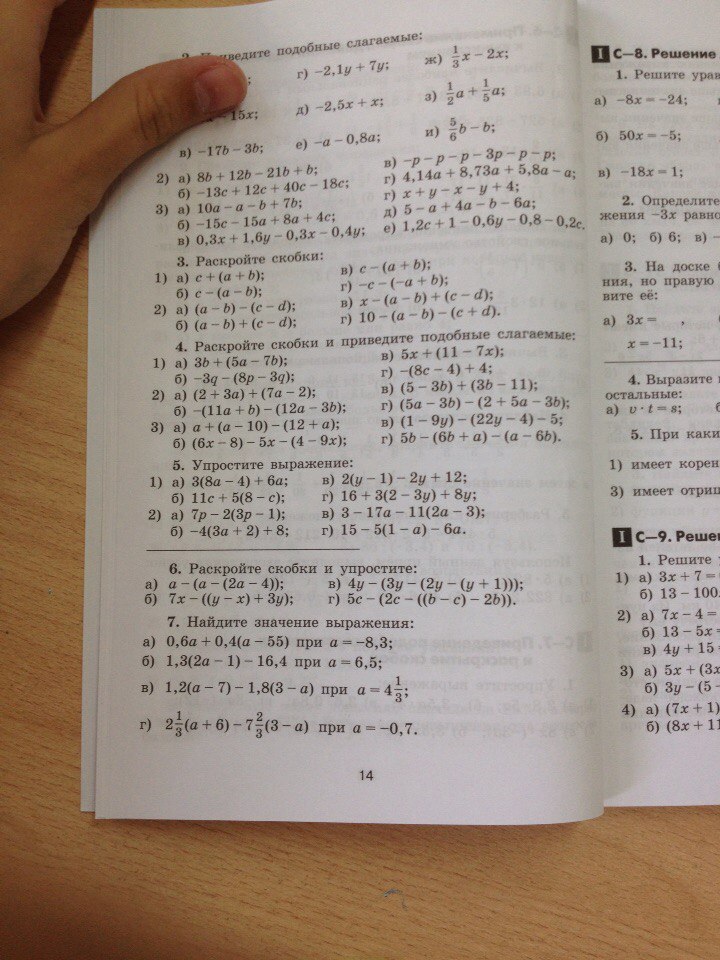 Приведите подобные слагаемые:
г) −2,1y + 7y;
ж) 1/3 x − 2x;
15x;
д) −2,5x + x;
з) 1/2 a + 1/5 a;
в) −17b − 3b;
е) −a − 0,8a;
и) 5/6 b − b;
2) а) 8b + 12b − 21b + b;
в) −p − p − p − 3p − p − p;
б) −13c + 12c + 40c − 18c;
г) 4,14a + 8,73a + 5,8a − a;
3) а) 10a − a − b + 7b;
г) x + y − x − y + 4;
б) −15c − 15a + 8a + 4c;
д) 5 − a + 4a − b − 6a;
в) 0,3x + 1,6y − 0,3x − 0,4y;
е) 1,2c + 1 − 0,6y − 0,8 − 0,2c.
3. Раскройте скобки:
1) а) c + (a + b);
в) c − (a + b);
б) c − (a − b);
г) −c − (−a + b);
2) а) (a − b) − (c − d);
в) x − (a − b) + (c − d);
б) (a − b) + (c − d);
г) 10 − (a − b) − (c + d).
4. Раскройте скобки и приведите подобные слагаемые:
1) а) 3b + (5a − 7b);
в) 5x + (11 − 7x);
б) −3q − (8p − 3q);
г) −(8c − 4) + 4;
2) а) (2 + 3a) + (7a − 2);
в) (5 − 3b) + (3b − 11);
б) −(11a + b) − (12a − 3b);
г) (5a − 3b) − (2 + 5a − 3b);
3) а) a + (a − 10) − (12 + a);
в) (1 − 9y) − (22y − 4) − 5;
б) (6x − 8) − 5x − (4 − 9x);
г) 5b − (6b + a) − (a − 6b).
5. Упростите выражение:
1) а) 3(8a − 4) + 6a;
в) 2(y − 1) − 2y + 12;
б) 11c + 5(8 − c);
г) 16 + 3(2 − 3y) + 8y;
2) а) 7p − 2(3p − 1);
в) 3 − 17a − 11(2a − 3);
б) −4(3a + 2) + 8;
г) 15 − 5(1 − a) − 6a.
6. Раскройте скобки и упростите:
а) a − (a − (2a − 4));
в) 4y − (3y − (2y − (y + 1)));
б) 7x − ((y − x) + 3y);
г) 5c − (2c − ((b − c) − 2b)).
7. Найдите значение выражения:
а) 0,6a + 0,4(a − 55) при a = −8,3;
б) 1,3(2a − 1) − 16,4 при a = 6,5;
в) 1,2(a − 7) − 1,8(3 − a) при a = 4 1/3;
г) 2 1/3 (a + 6) − 7 2/3 (3 − a) при a = −0,7.
14
I С−8. Решение
1. Решите
а) −8x = −24;
б) 50x = −5;
в) −18x = 1;
2. Определите
−3x
а) 0; б) 6; в)
3. На доске
но правую
её:
а) 3x = ,
x = −11;
4. Вырази
остальные:
а) v · t = s;
5. При
1) имеет
3) имеет
I С−9.
1. Решите
1) а) 3x + 7 =
б) 13 − 100
2) а) 7x − 4 =
б) 13 − 5x =
в) 4y + 15
3) а) 5x + (3x
б) 3y − (5
4) а) (7x + 1)
б) (8x + 11